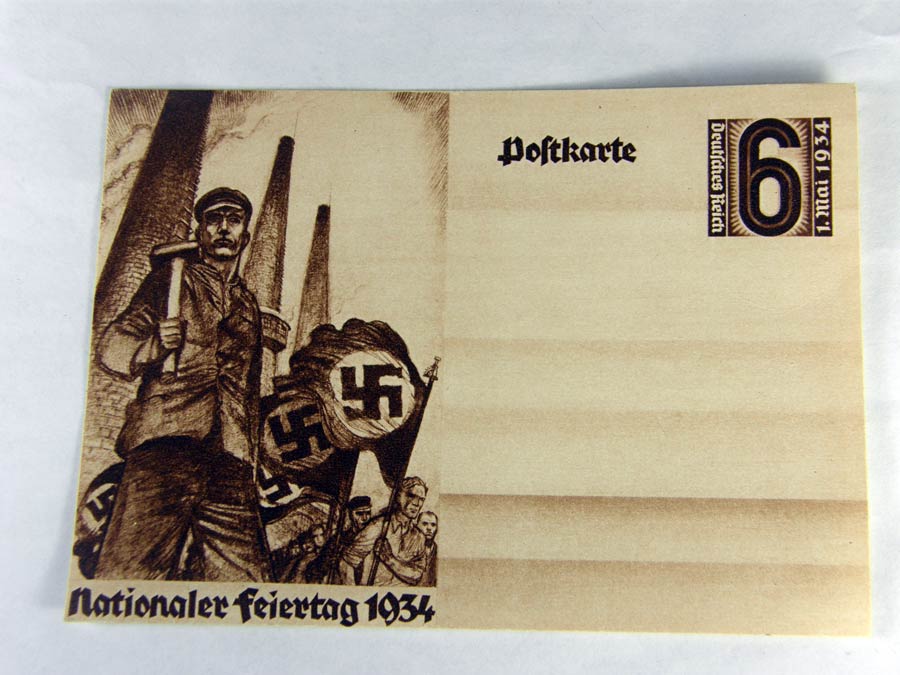 Postkarte
Deutsches Reich
6
1. Mai 1934
Nationaler Feiertag 1934